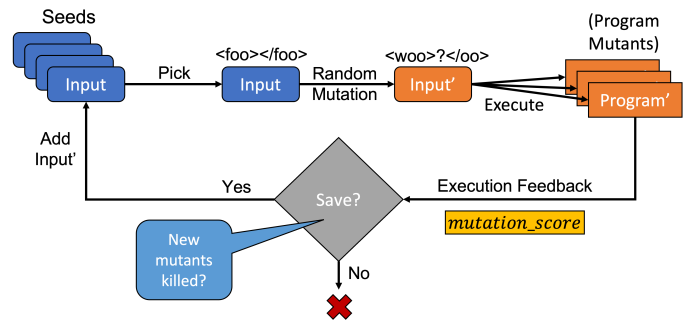 Seeds
(Program
Mutants)
<foo></foo>
<woo>?</oo>
Input
Pick
Input
Random
Mutation
Input’
Execute
Program’
Add
Input’
Yes
Save?
Execution Feedback
mutation_score
New
mutants
killed?
No